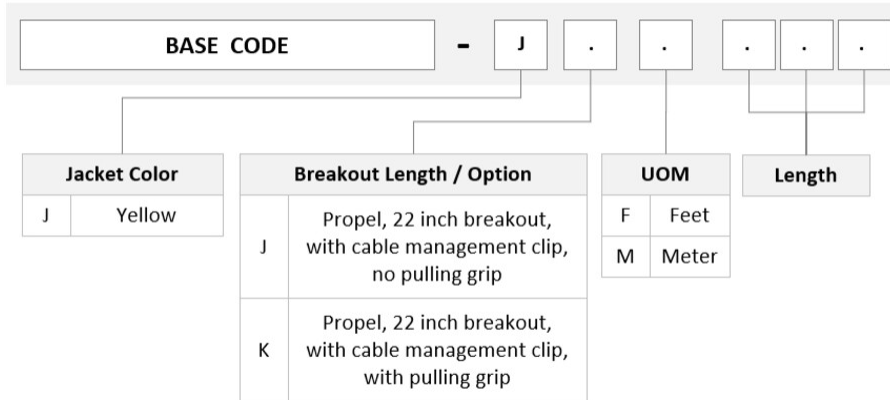 BASE CODE - J . . . . .
Jacket Color
J Yellow
Breakout Length / Option
J Propel, 22 inch breakout,
with cable management clip,
no pulling grip
K Propel, 22 inch breakout,
with cable management clip,
with pulling grip
UOM
F Feet
M Meter
Length